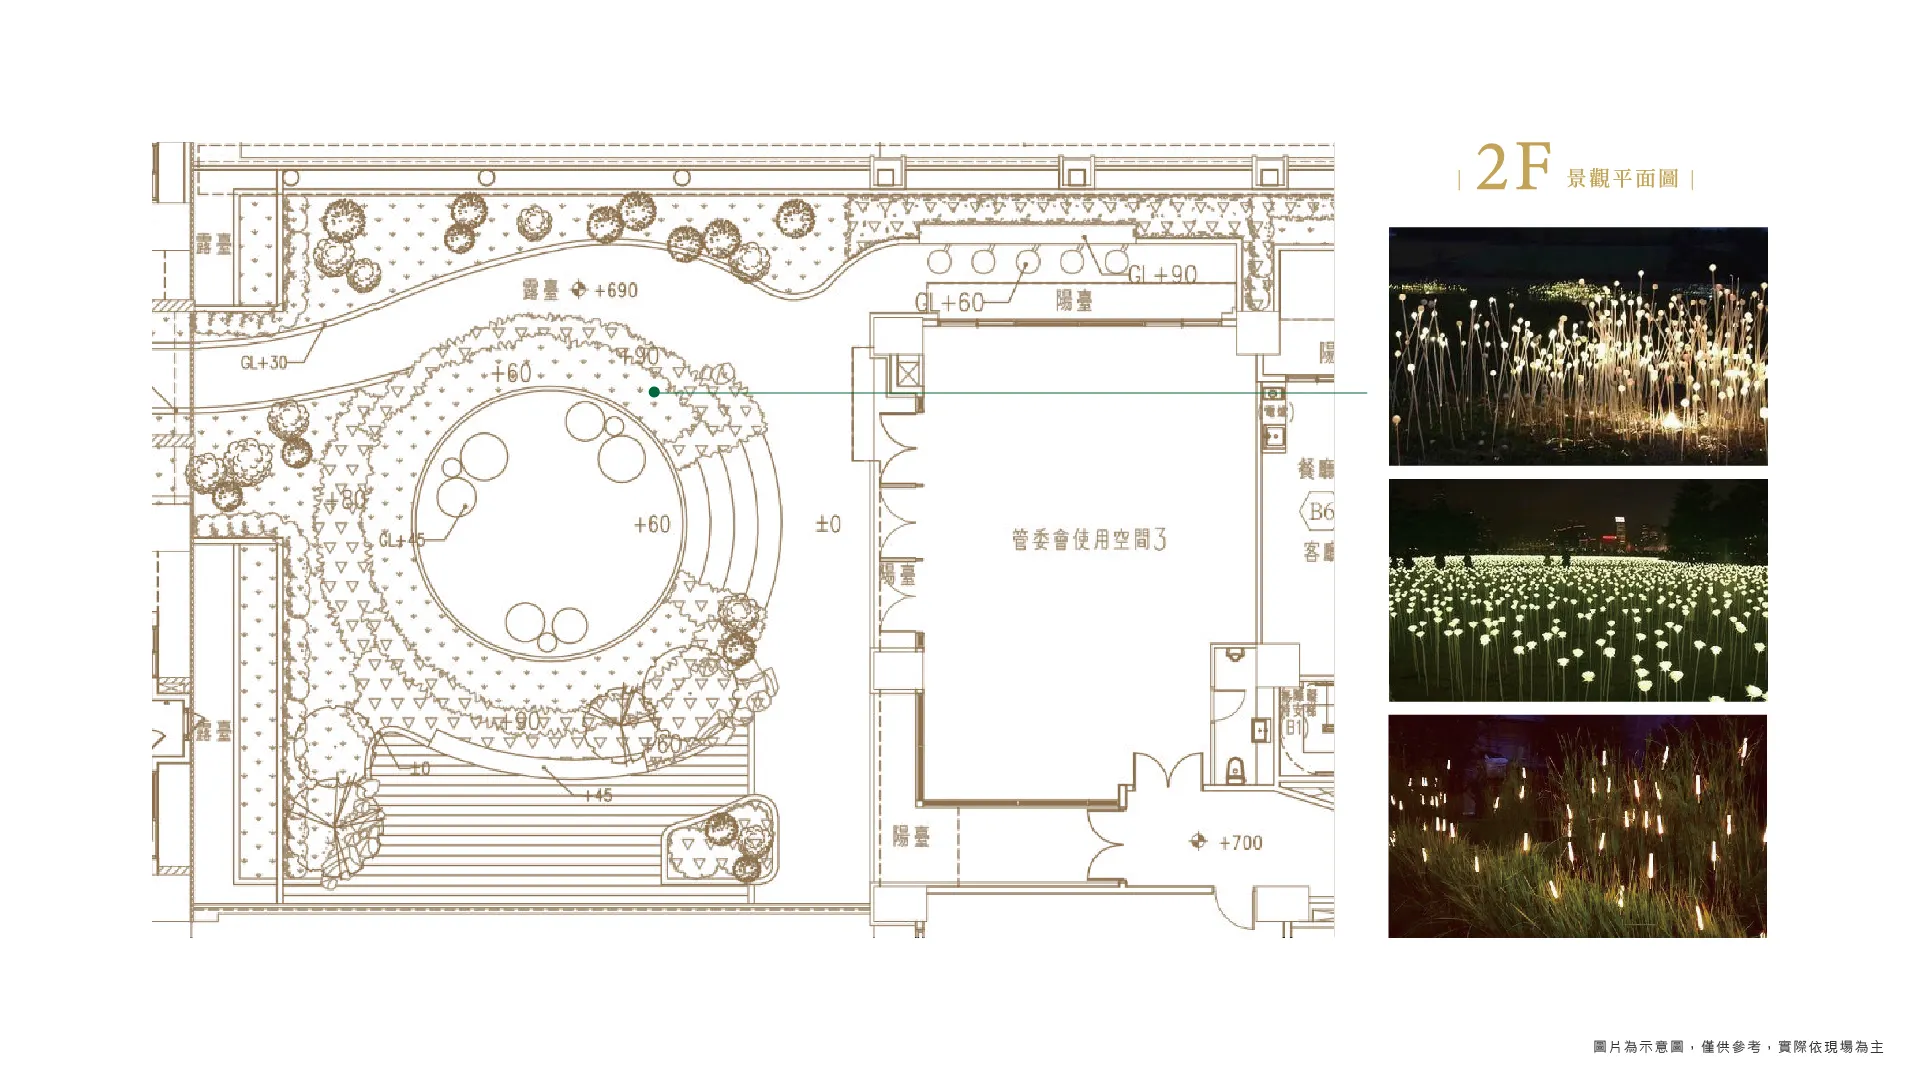 | 2F 景觀平面圖 |
露臺
露臺 +690
GL+90
GL+60
陽臺
GL+30
+90
+60
餐廳
B6
客廳
+80
+60
±0
GL+45
管委會使用空間3
陽臺
+90
露臺
+60
±0
+45
(B1)
陽臺
+700
圖片為示意圖，僅供參考，實際依現場為主